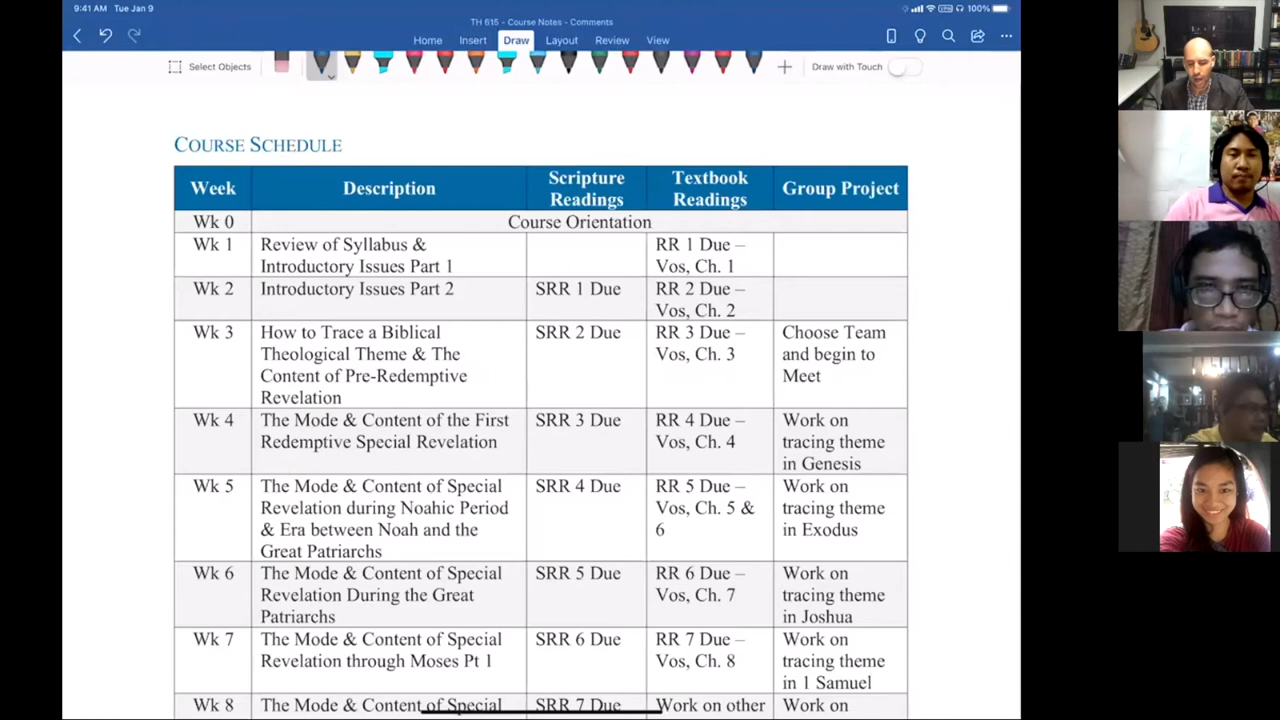 9:41 AM Tue Jan 9
100%
TH 615 - Course Notes - Comments
Home Insert Draw Layout Review View
Select Objects
Draw with Touch
COURSE SCHEDULE
Week Description Scripture Readings Textbook Readings Group Project
Wk 0 Course Orientation
Wk 1 Review of Syllabus & RR 1 Due –
Introductory Issues Part 1 Vos, Ch. 1
Wk 2 Introductory Issues Part 2 SRR 1 Due RR 2 Due –
Vos, Ch. 2
Wk 3 How to Trace a Biblical SRR 2 Due RR 3 Due – Choose Team
Theological Theme & The Vos, Ch. 3 and begin to
Content of Pre-Redemptive Meet
Revelation
Wk 4 The Mode & Content of the First SRR 3 Due RR 4 Due – Work on
Redemptive Special Revelation Vos, Ch. 4 tracing theme
in Genesis
Wk 5 The Mode & Content of Special SRR 4 Due RR 5 Due – Work on
Revelation during Noahic Period Vos, Ch. 5 & tracing theme
& Era between Noah and the 6 in Exodus
Great Patriarchs
Wk 6 The Mode & Content of Special SRR 5 Due RR 6 Due – Work on
Revelation During the Great Vos, Ch. 7 tracing theme
Patriarchs in Joshua
Wk 7 The Mode & Content of Special SRR 6 Due RR 7 Due – Work on
Revelation through Moses Pt 1 Vos, Ch. 8 tracing theme
in 1 Samuel
Wk 8 The Mode & Content of Special SRR 7 Due Work on other Work on